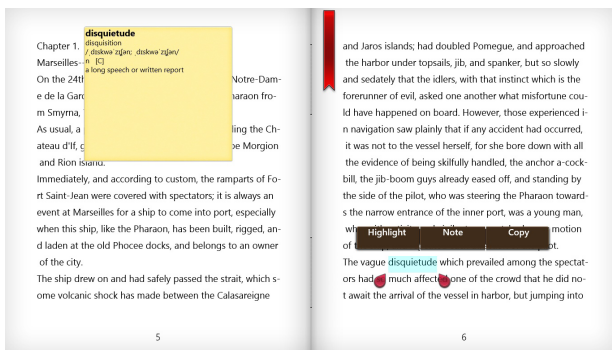 disquietude
disquisition
/ˌdɪskwəˈzɪʃən; ˌdɪskwəˈzɪʃən/
n [C]
a long speech or written report
Chapter 1.
Marseilles--
On the 24th Notre-Dam-
e de la Garde haraon fro-
m Smyrna,
As usual, a ling the Ch-
ateau d'If, g pe Morgion
and Rion island.
Immediately, and according to custom, the ramparts of Fo-
rt Saint-Jean were covered with spectators; it is always an
event at Marseilles for a ship to come into port, especially
when this ship, like the Pharaon, has been built, rigged, an-
d laden at the old Phocee docks, and belongs to an owner
of the city.
The ship drew on and had safely passed the strait, which s-
ome volcanic shock has made between the Calasareigne
5
and Jaros islands; had doubled Pomegue, and approached
the harbor under topsails, jib, and spanker, but so slowly
and sedately that the idlers, with that instinct which is the
forerunner of evil, asked one another what misfortune cou-
ld have happened on board. However, those experienced i-
n navigation saw plainly that if any accident had occurred,
it was not to the vessel herself, for she bore down with all
the evidence of being skilfully handled, the anchor a-cock-
bill, the jib-boom guys already eased off, and standing by
the side of the pilot, who was steering the Pharaon toward-
s the narrow entrance of the inner port, was a young man,
motion
Highlight Note Copy
The vague disquietude which prevailed among the spectat-
ors had so much affected one of the crowd that he did no-
t await the arrival of the vessel in harbor, but jumping into
6